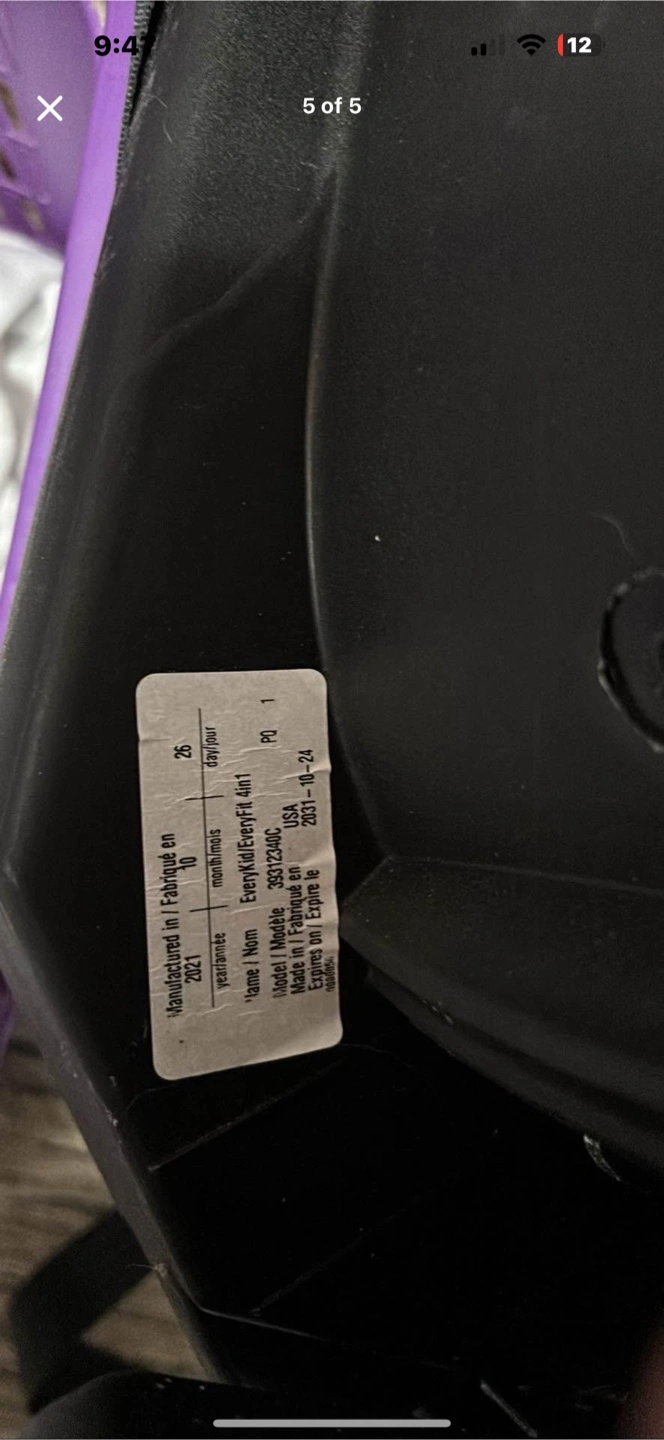 9:4
12
5 of 5
Manufactured in / Fabriqué en
2021 10 26
year/année month/mois day/jour
Name / Nom EveryKid/EveryFit 4in1
Model / Modèle 39312340C PD 1
Made in / Fabriqué en USA
Expires on / Expire le 2031-10-24